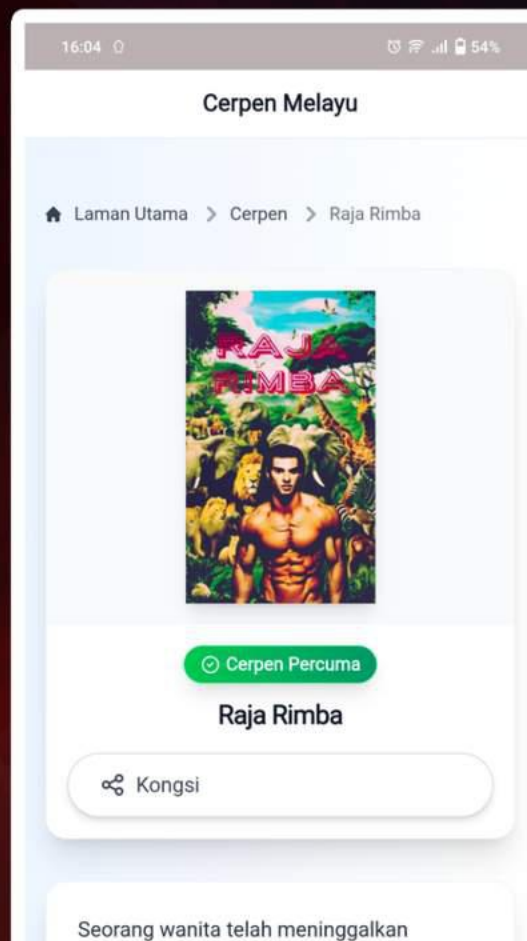 16:04
54%
Cerpen Melayu
Laman Utama > Cerpen > Raja Rimba
RAJA
RIMBA
Cerpen Percuma
Raja Rimba
Kongsi
Seorang wanita telah meninggalkan